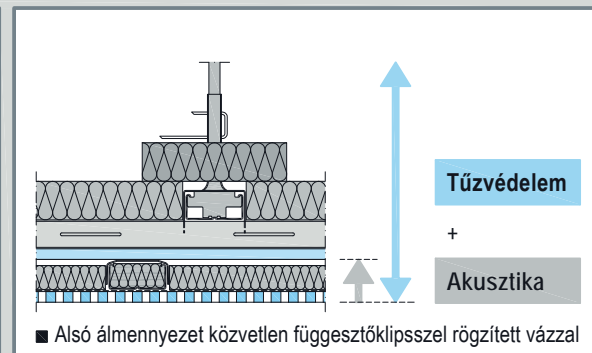 Tűzvédelem
+
Akusztika
■ Alsó álmennyezet közvetlen függesztőklipsszel rögzített vázzal